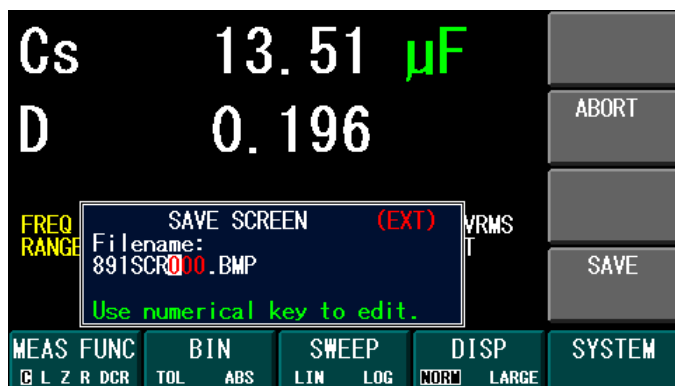 Cs 13.51 µF
D 0.196
ABORT
FREQ
RANGE
VRMS
T
SAVE SCREEN (EXT)
Filename:
891SCR000.BMP
Use numerical key to edit.
SAVE
MEAS FUNC
C L Z R DCR
BIN
TOL ABS
SWEEP
LIN LOG
DISP
NORM LARGE
SYSTEM